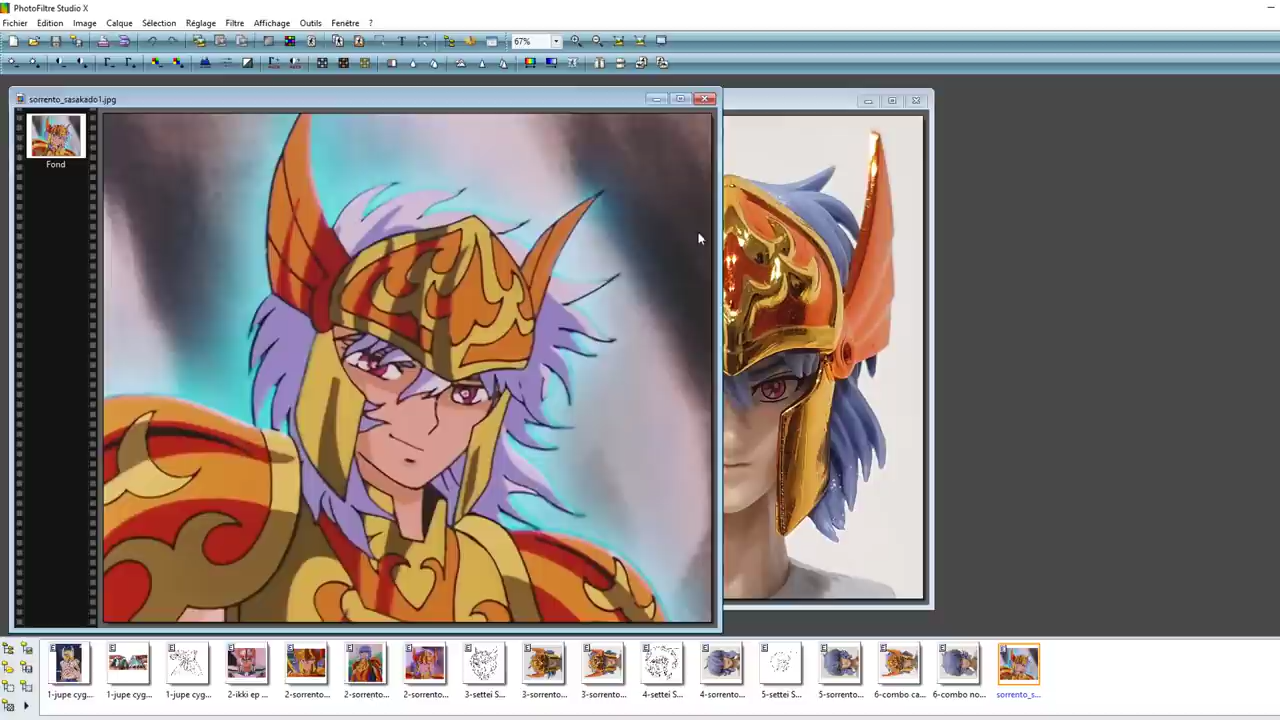 PhotoFiltre Studio X
Fichier Edition Image Calque Sélection Réglage Filtre Affichage Outils Fenêtre ?
67%
sorrento_sasakado1.jpg
Fond
1-jupe cyg... 1-jupe cyg... 1-jupe cyg... 2-ikki ep ... 2-sorrento... 2-sorrento... 2-sorrento... 3-settei S... 3-sorrento... 3-sorrento... 4-settei S... 4-sorrento... 5-settei S... 5-sorrento... 6-combo ca... 6-combo no... sorrento_s...